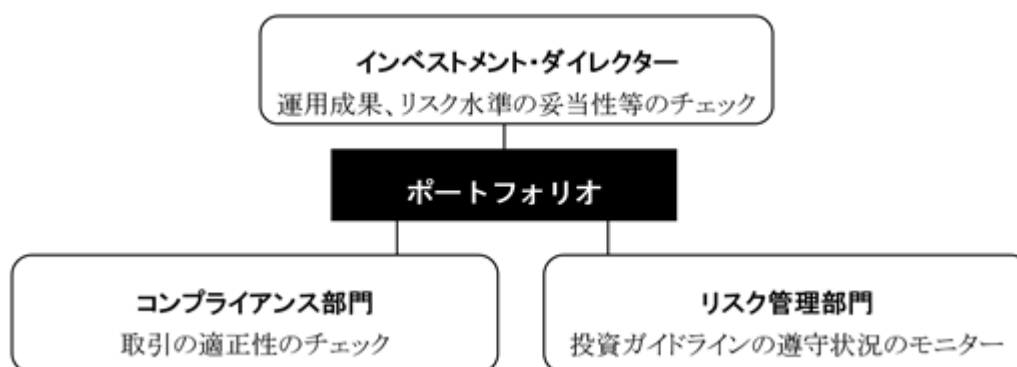 インベストメント・ダイレクター
運用成果、リスク水準の妥当性等のチェック
ポートフォリオ
コンプライアンス部門
取引の適正性のチェック
リスク管理部門
投資ガイドラインの遵守状況のモニター